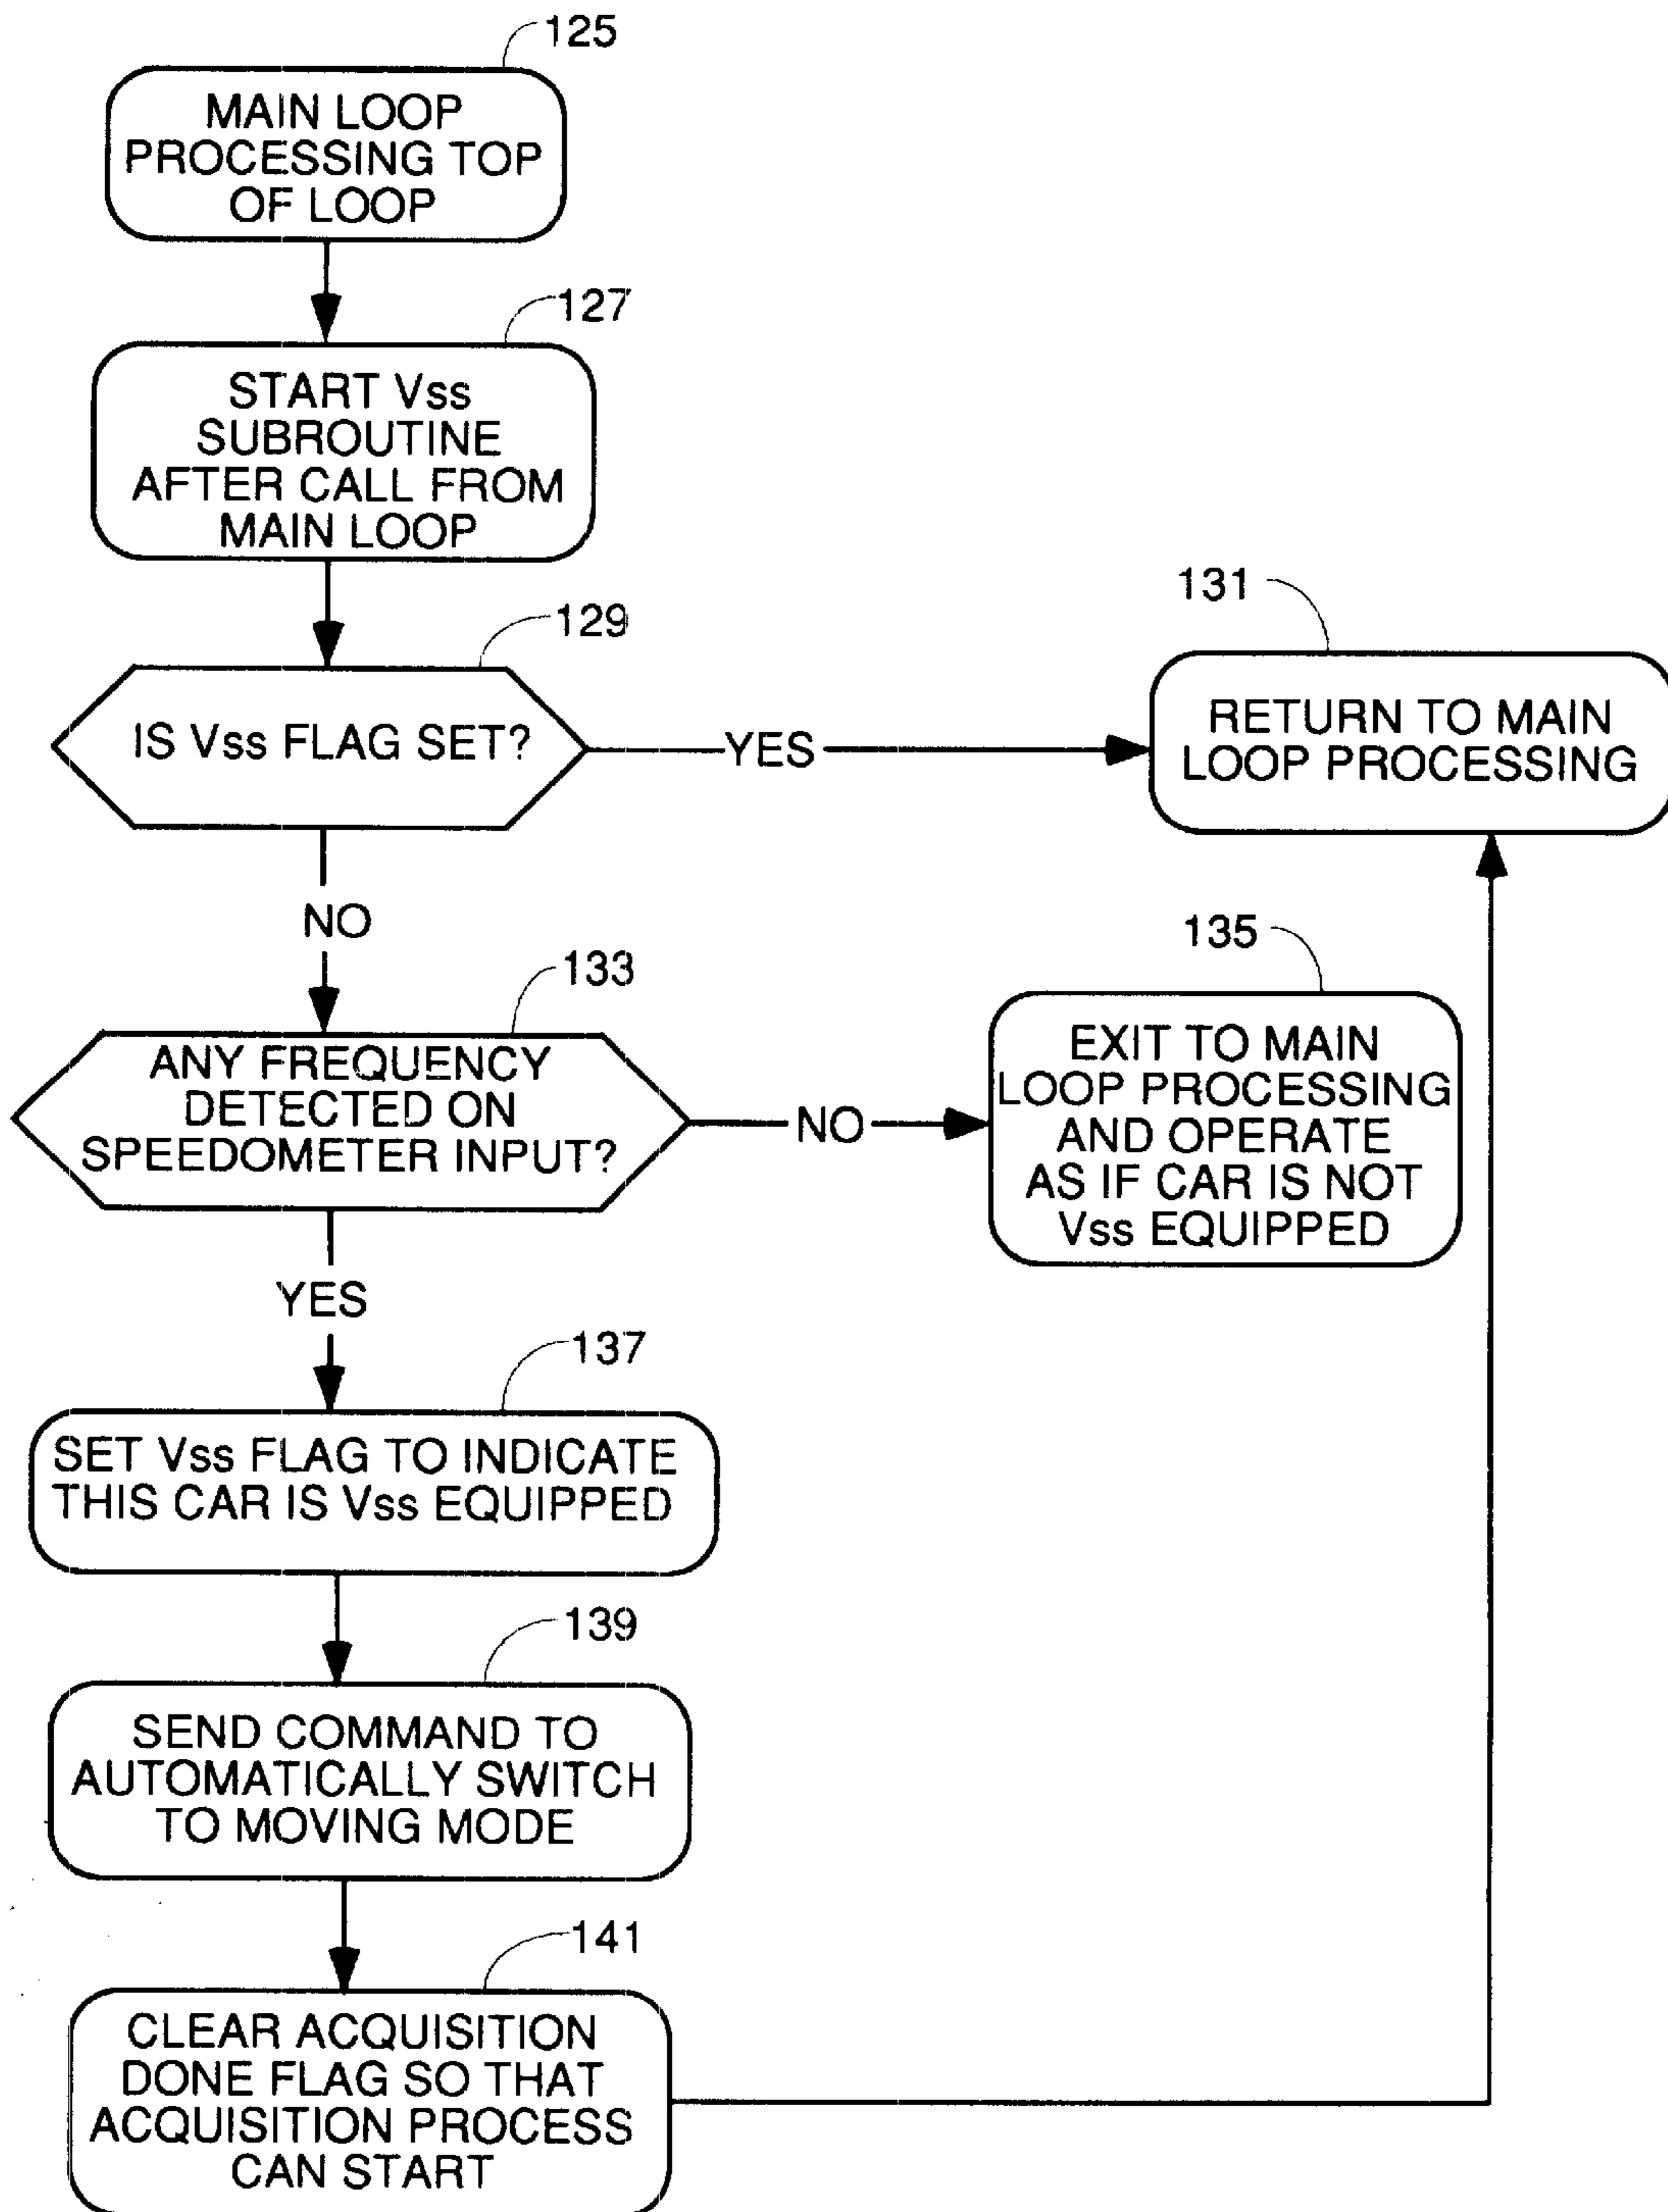 125
MAIN LOOP
PROCESSING TOP
OF LOOP
127
START Vss
SUBROUTINE
AFTER CALL FROM
MAIN LOOP
129
IS Vss FLAG SET?
YES
131
RETURN TO MAIN
LOOP PROCESSING
NO
133
ANY FREQUENCY
DETECTED ON
SPEEDOMETER INPUT?
NO
135
EXIT TO MAIN
LOOP PROCESSING
AND OPERATE
AS IF CAR IS NOT
Vss EQUIPPED
YES
137
SET Vss FLAG TO INDICATE
THIS CAR IS Vss EQUIPPED
139
SEND COMMAND TO
AUTOMATICALLY SWITCH
TO MOVING MODE
141
CLEAR ACQUISITION
DONE FLAG SO THAT
ACQUISITION PROCESS
CAN START